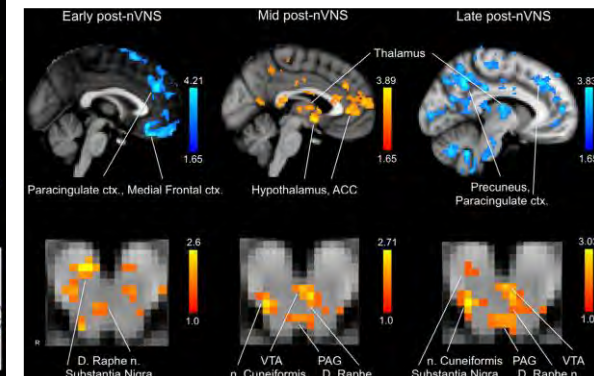 Early post-nVNS
Mid post-nVNS
Late post-nVNS
Thalamus
4.21
1.65
3.89
1.65
3.83
1.65
Paracingulate ctx., Medial Frontal ctx.
Hypothalamus, ACC
Precuneus,
Paracingulate ctx.
2.6
1.0
2.71
1.0
3.03
1.0
R
D. Raphe n.
Substantia Nigra
VTA PAG
n. Cuneiformis D. Raphe
n. Cuneiformis PAG VTA
Substantia Nigra D. Raphe n.